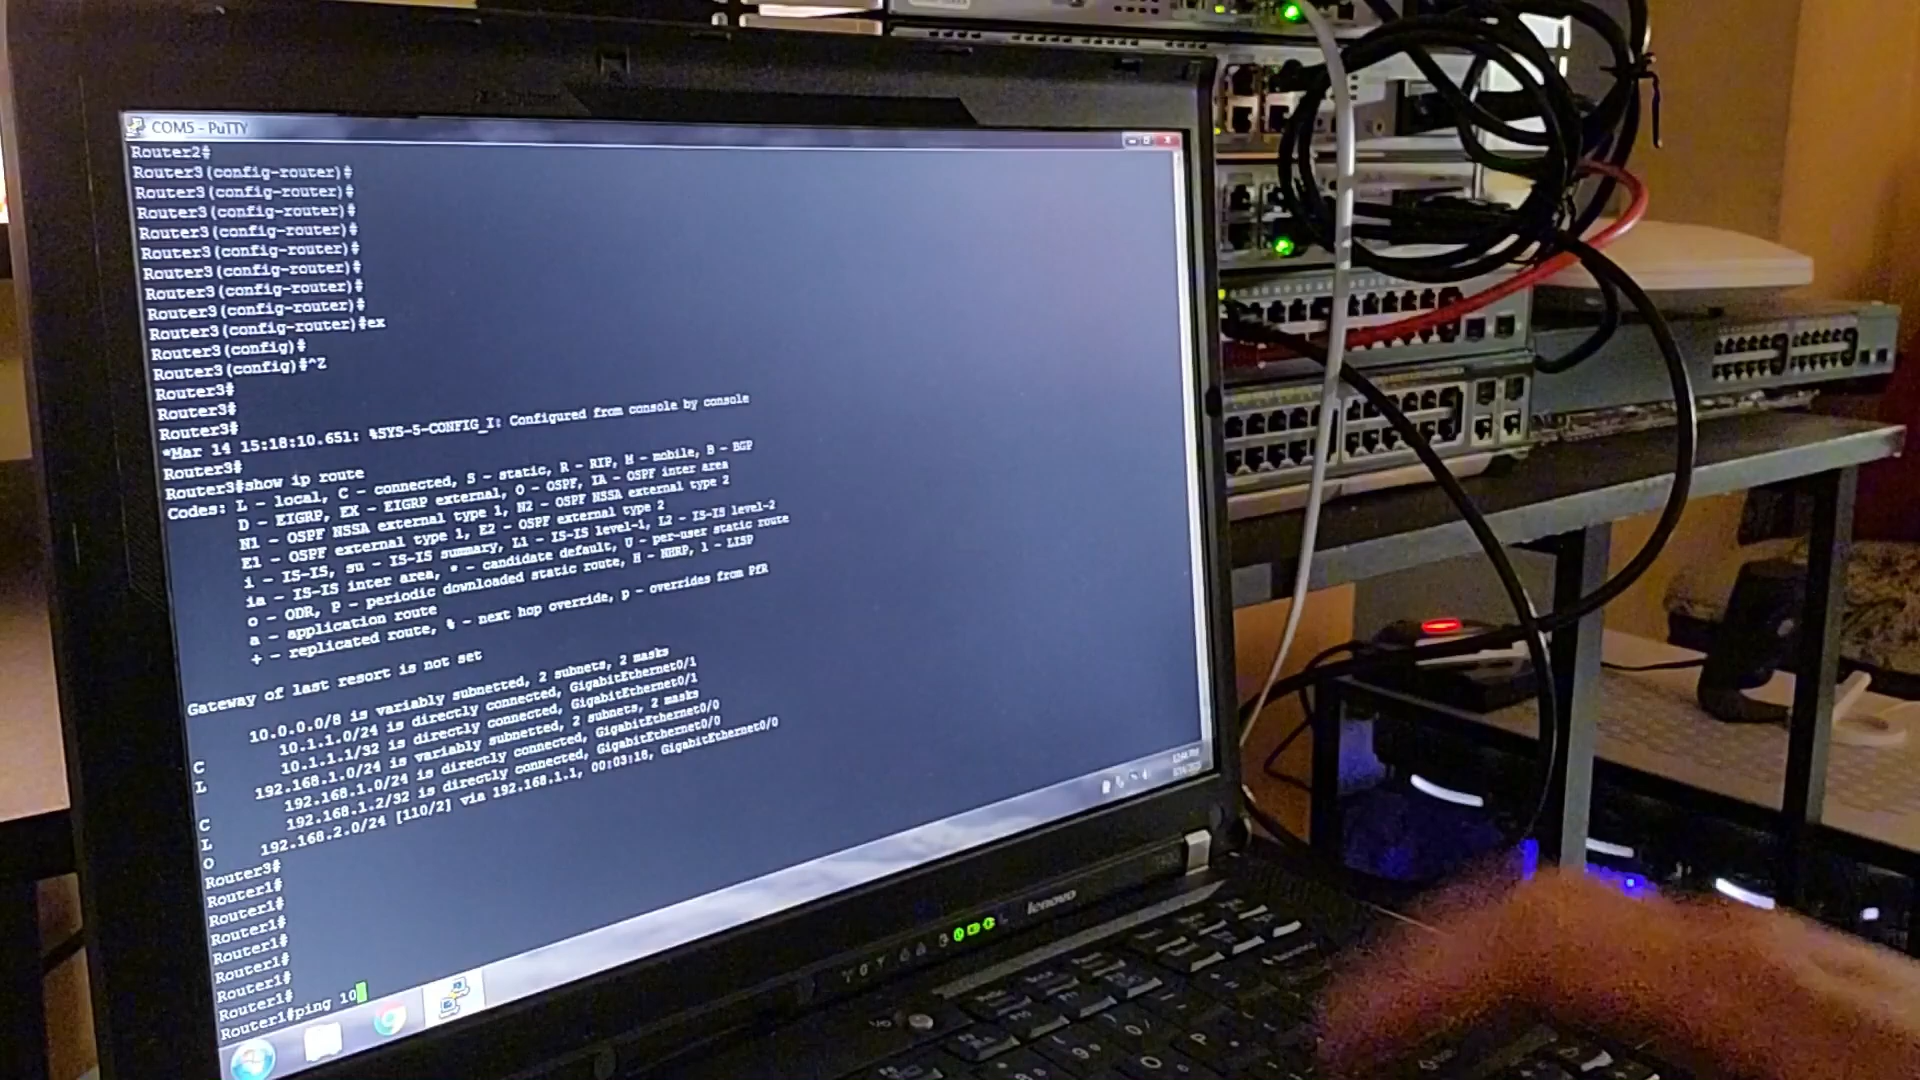 COM5 - PuTTY
Router2#
Router3(config-router)#
Router3(config-router)#
Router3(config-router)#
Router3(config-router)#
Router3(config-router)#
Router3(config-router)#
Router3(config-router)#
Router3(config-router)#
Router3(config-router)#ex
Router3(config)#
Router3(config)#^Z
Router3#
Router3#
Router3#
*Mar 14 15:18:10.651: %SYS-5-CONFIG_I: Configured from console by console
Router3#
Router3#show ip route
Codes: L - local, C - connected, S - static, R - RIP, M - mobile, B - BGP
D - EIGRP, EX - EIGRP external, O - OSPF, IA - OSPF inter area
N1 - OSPF NSSA external type 1, N2 - OSPF NSSA external type 2
E1 - OSPF external type 1, E2 - OSPF external type 2
i - IS-IS, su - IS-IS summary, L1 - IS-IS level-1, L2 - IS-IS level-2
ia - IS-IS inter area, * - candidate default, U - per-user static route
o - ODR, P - periodic downloaded static route, H - NHRP, l - LISP
a - application route
+ - replicated route, % - next hop override, p - overrides from PfR
Gateway of last resort is not set
10.0.0.0/8 is variably subnetted, 2 subnets, 2 masks
C 10.1.1.0/24 is directly connected, GigabitEthernet0/1
L 10.1.1.1/32 is directly connected, GigabitEthernet0/1
192.168.1.0/24 is variably subnetted, 2 subnets, 2 masks
C 192.168.1.0/24 is directly connected, GigabitEthernet0/0
L 192.168.1.2/32 is directly connected, GigabitEthernet0/0
O 192.168.2.0/24 [110/2] via 192.168.1.1, 00:03:16, GigabitEthernet0/0
Router3#
Router1#
Router1#
Router1#
Router1#
Router1#
Router1#
Router1#
Router1#ping 10
lenovo